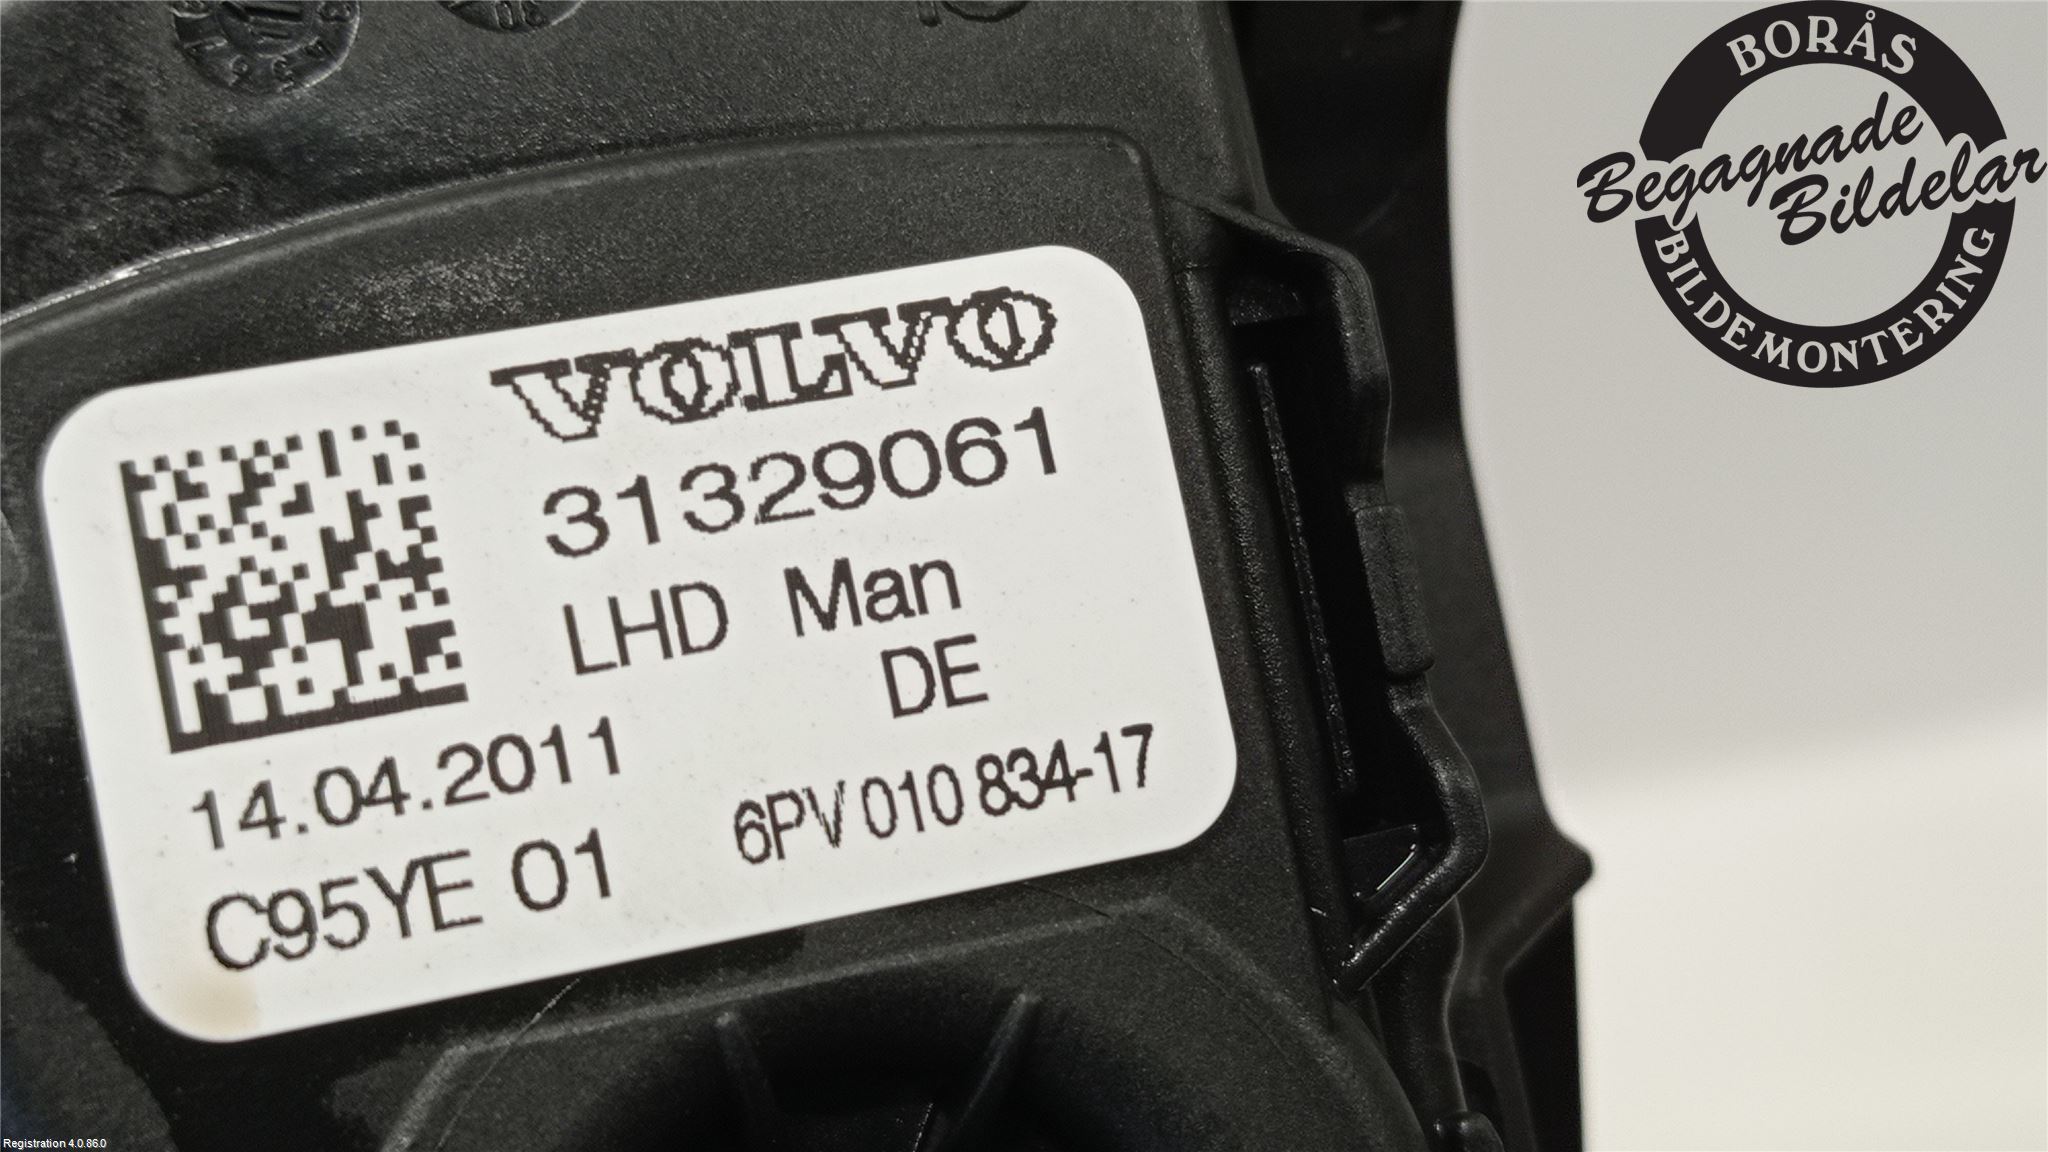 BORÅS
Begagnade
Bildelar
BILDEMONTERING
VOLVO
31329061
LHD Man
DE
14.04.2011
6PV 010 834-17
C95YE 01
Registration 4.0.86.0